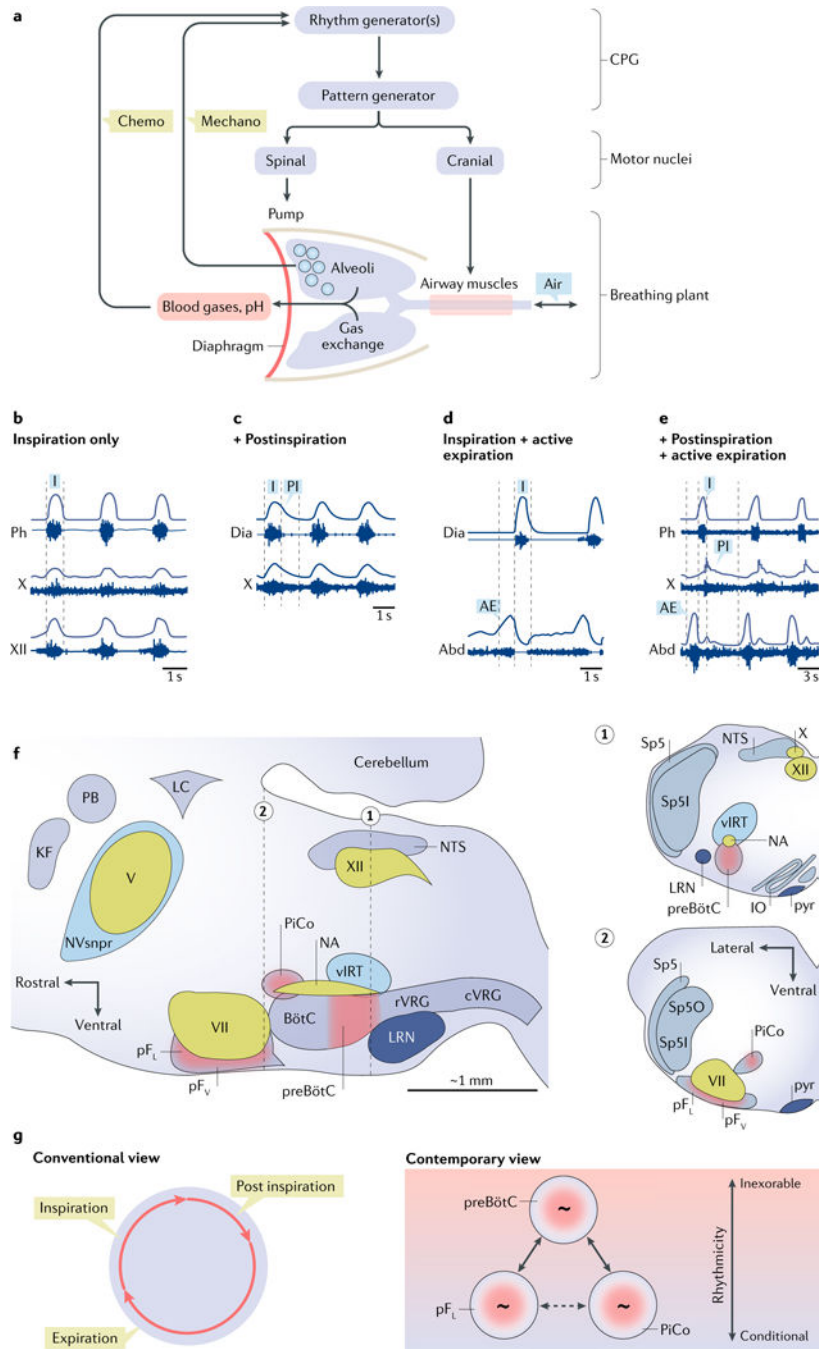 a
Rhythm generator(s)
CPG
Pattern generator
Chemo
Mechano
Spinal
Cranial
Motor nuclei
Pump
Alveoli
Airway muscles
Air
Breathing plant
Blood gases, pH
Gas
exchange
Diaphragm
b
Inspiration only
I
Ph
X
XII
1 s
c
+ Postinspiration
I
PI
Dia
X
1 s
d
Inspiration + active
expiration
I
Dia
AE
Abd
1 s
e
+ Postinspiration
+ active expiration
I
Ph
PI
X
AE
Abd
3 s
f
Cerebellum
PB
LC
2
1
KF
V
NTS
XII
NVsnpr
PiCo
NA
vIRT
Rostral
Ventral
VII
BötC
rVRG
cVRG
LRN
pFL
pFV
preBötC
~1 mm
1
Sp5
NTS
X
XII
Sp5I
vIRT
NA
LRN
preBötC
IO
pyr
2
Lateral
Ventral
Sp5
Sp5O
Sp5I
PiCo
VII
pyr
pFL
pFV
g
Conventional view
Inspiration
Post inspiration
Expiration
Contemporary view
preBötC
~
Inexorable
Rhythmicity
pFL
~
~
PiCo
Conditional